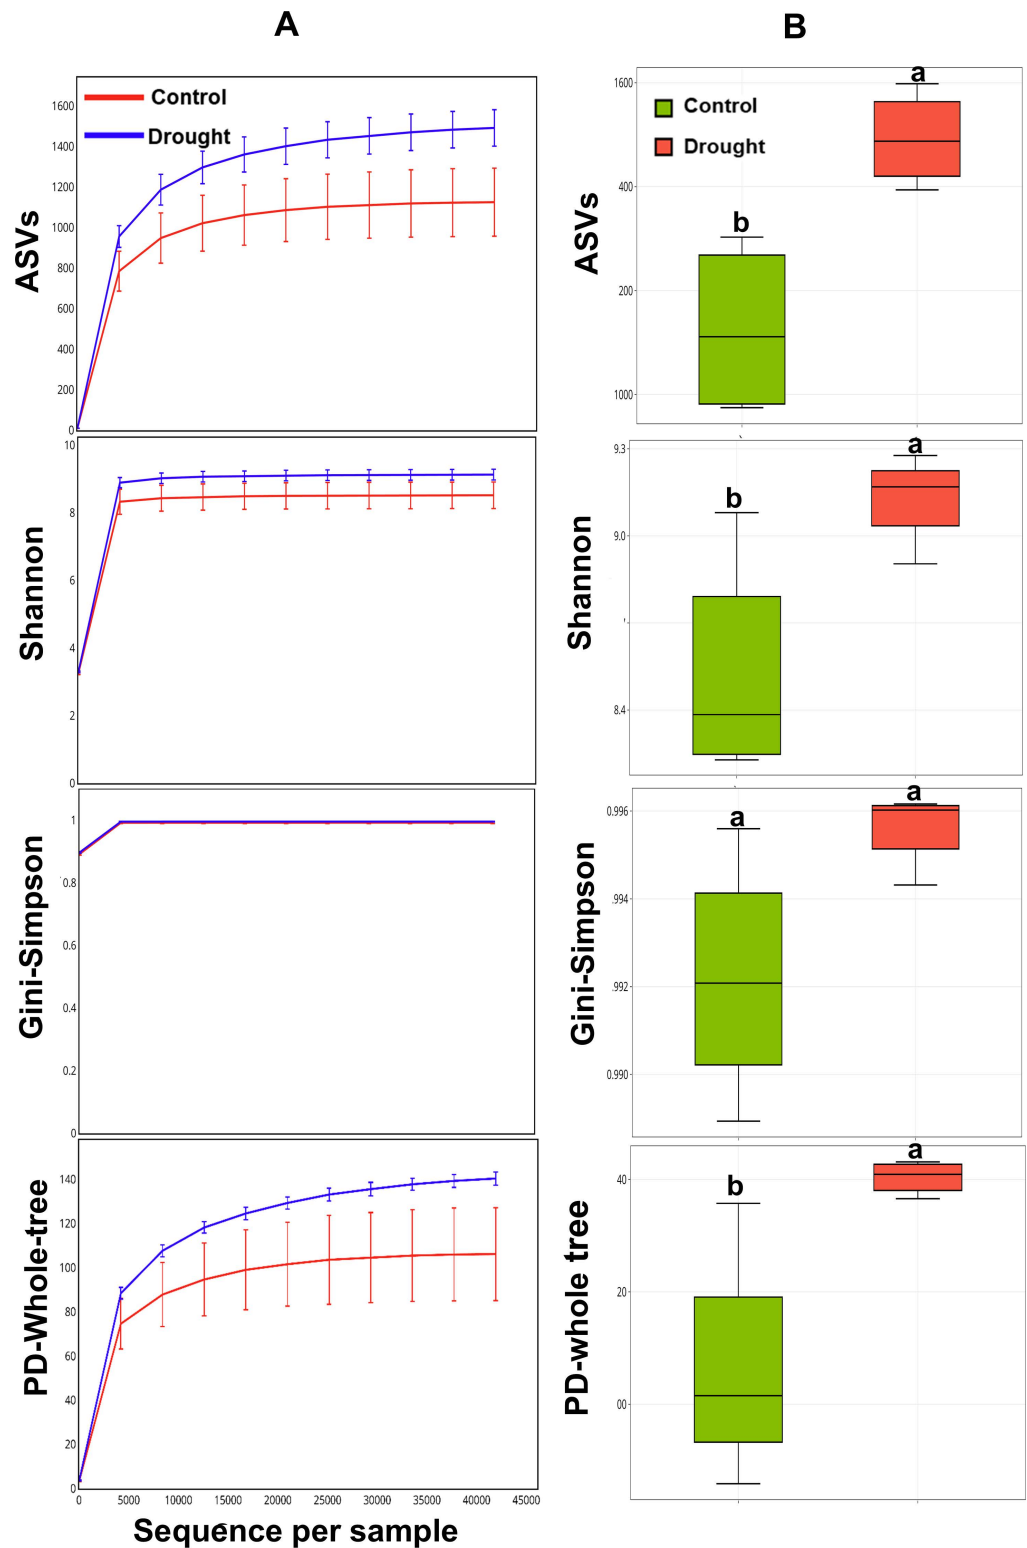 A
B
Control
Drought
1600
1400
1200
1000
800
600
400
200
0
ASVs
a
b
Control
Drought
1600
400
200
1000
ASVs
10
8
6
4
2
0
Shannon
a
b
9.3
9.0
8.4
Shannon
1
0.8
0.6
0.4
0.2
0
Gini-Simpson
a
a
0.996
.994
.992
0.990
Gini-Simpson
140
120
100
80
60
40
20
0
PD-Whole-tree
0 5000 10000 15000 20000 25000 30000 35000 40000 45000
Sequence per sample
a
b
40
20
00
PD-whole tree